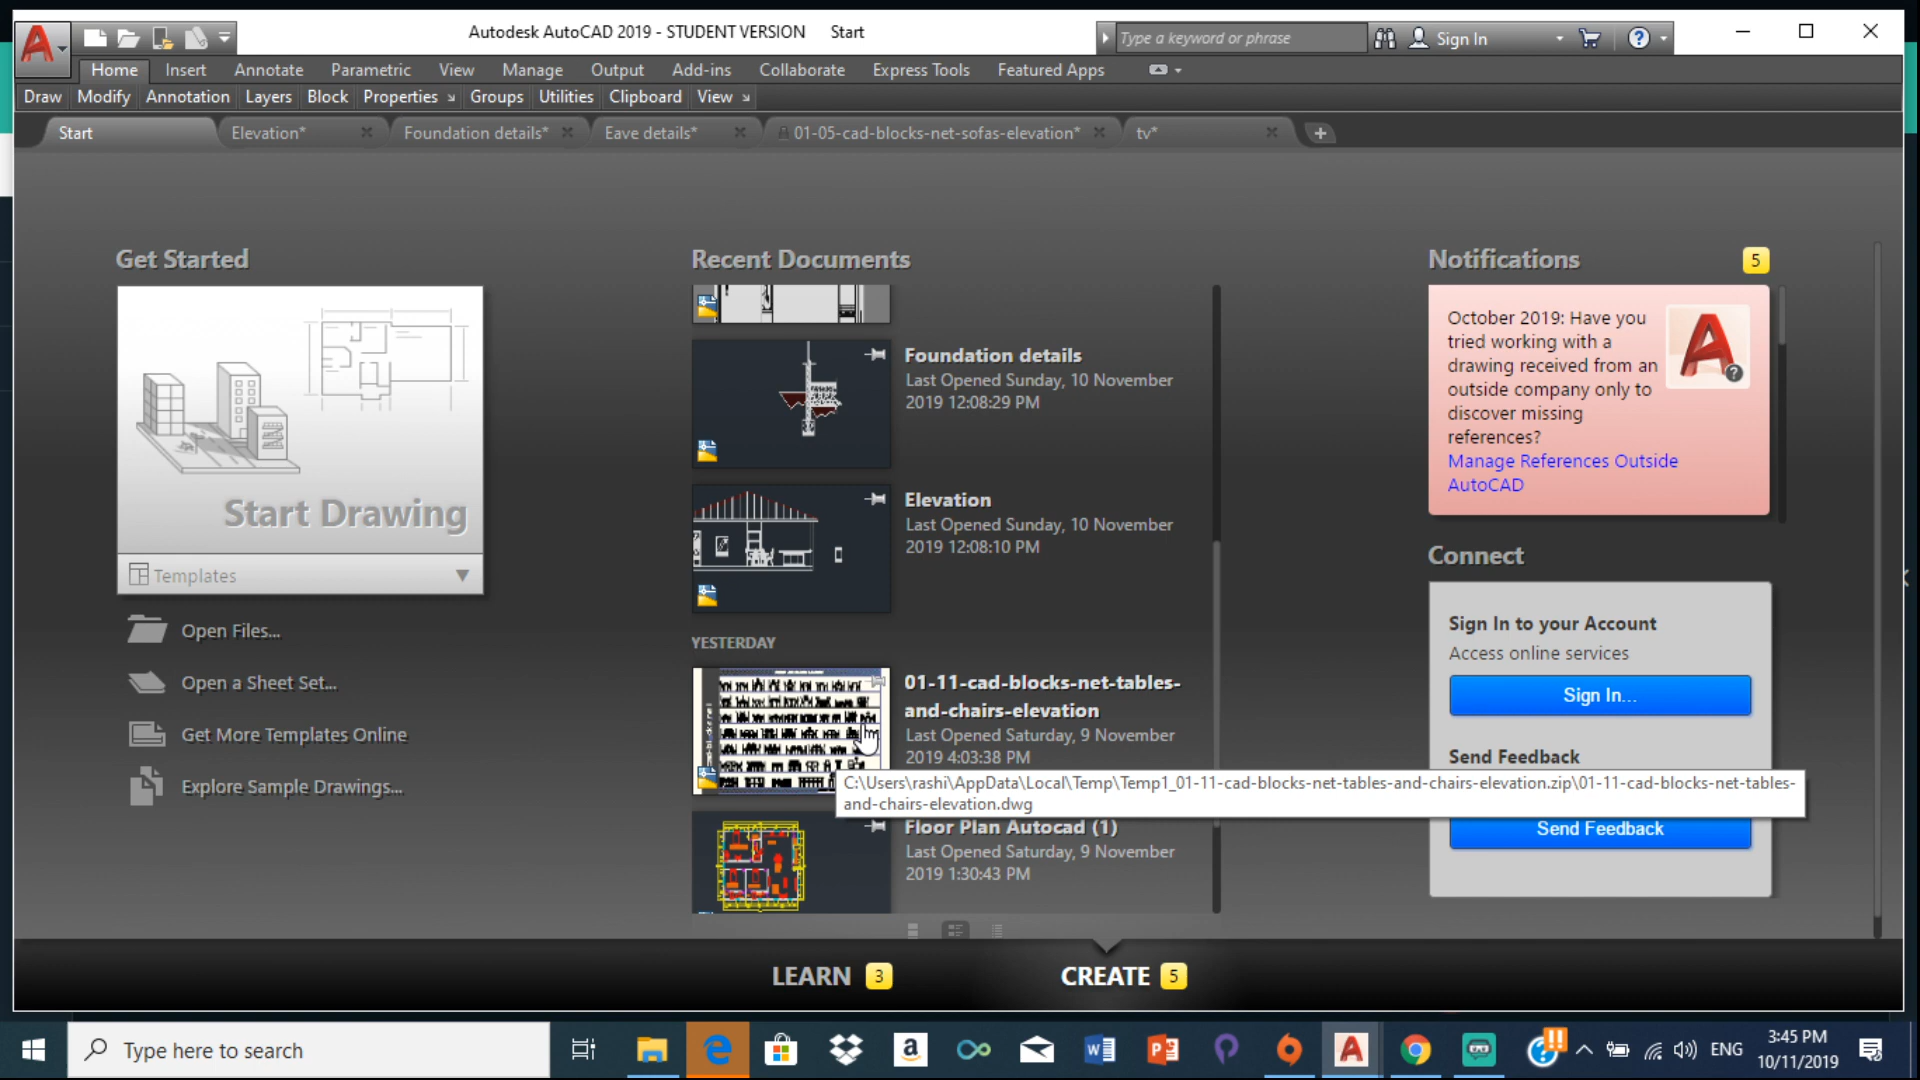 Autodesk AutoCAD 2019 - STUDENT VERSION Start
Type a keyword or phrase
Sign In
Home Insert Annotate Parametric View Manage Output Add-ins Collaborate Express Tools Featured Apps
Draw Modify Annotation Layers Block Properties Groups Utilities Clipboard View
Start Elevation* Foundation details* Eave details* 01-05-cad-blocks-net-sofas-elevation* tv*
Get Started
Start Drawing
Templates
Open Files...
Open a Sheet Set...
Get More Templates Online
Explore Sample Drawings...
Recent Documents
Foundation details
Last Opened Sunday, 10 November
2019 12:08:29 PM
Elevation
Last Opened Sunday, 10 November
2019 12:08:10 PM
YESTERDAY
01-11-cad-blocks-net-tables-
and-chairs-elevation
Last Opened Saturday, 9 November
2019 4:03:38 PM
C:\Users\rashi\AppData\Local\Temp\Temp1_01-11-cad-blocks-net-tables-and-chairs-elevation.zip\01-11-cad-blocks-net-tables-
and-chairs-elevation.dwg
Floor Plan Autocad (1)
Last Opened Saturday, 9 November
2019 1:30:43 PM
Notifications 5
October 2019: Have you
tried working with a
drawing received from an
outside company only to
discover missing
references?
Manage References Outside
AutoCAD
Connect
Sign In to your Account
Access online services
Sign In...
Send Feedback
Send Feedback
LEARN 3 CREATE 5
Type here to search
ENG
3:45 PM
10/11/2019